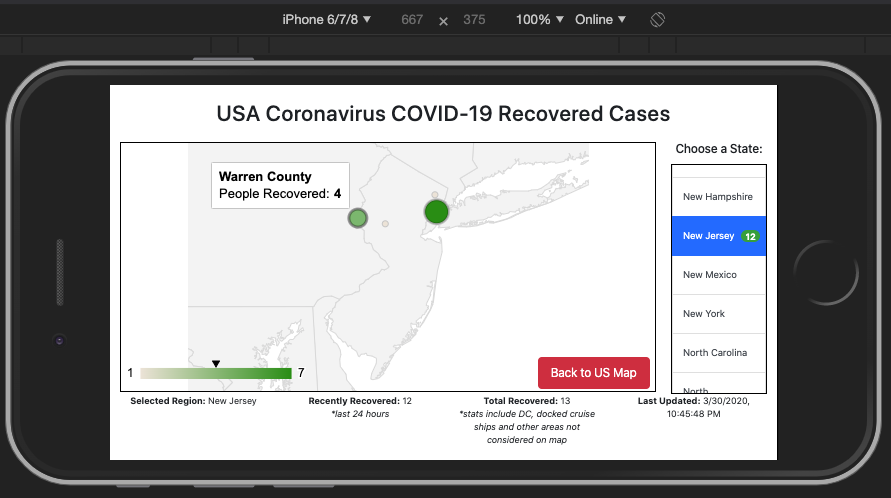 iPhone 6/7/8 ▼ 667 × 375 100% ▼ Online ▼
USA Coronavirus COVID-19 Recovered Cases
Choose a State:
Warren County
People Recovered: 4
New Hampshire
New Jersey 12
New Mexico
New York
North Carolina
North
1 7
Back to US Map
Selected Region: New Jersey
Recently Recovered: 12
*last 24 hours
Total Recovered: 13
*stats include DC, docked cruise
ships and other areas not
considered on map
Last Updated: 3/30/2020,
10:45:48 PM